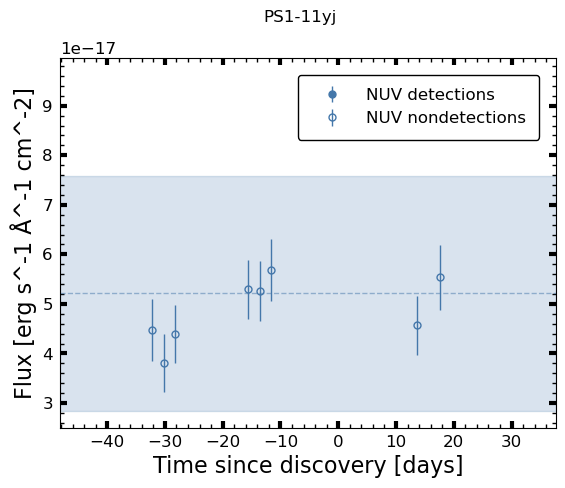 PS1-11yj
1e−17
NUV detections
NUV nondetections
9
8
7
6
5
4
3
Flux [erg s^-1 Å^-1 cm^-2]
−40 −30 −20 −10 0 10 20 30
Time since discovery [days]